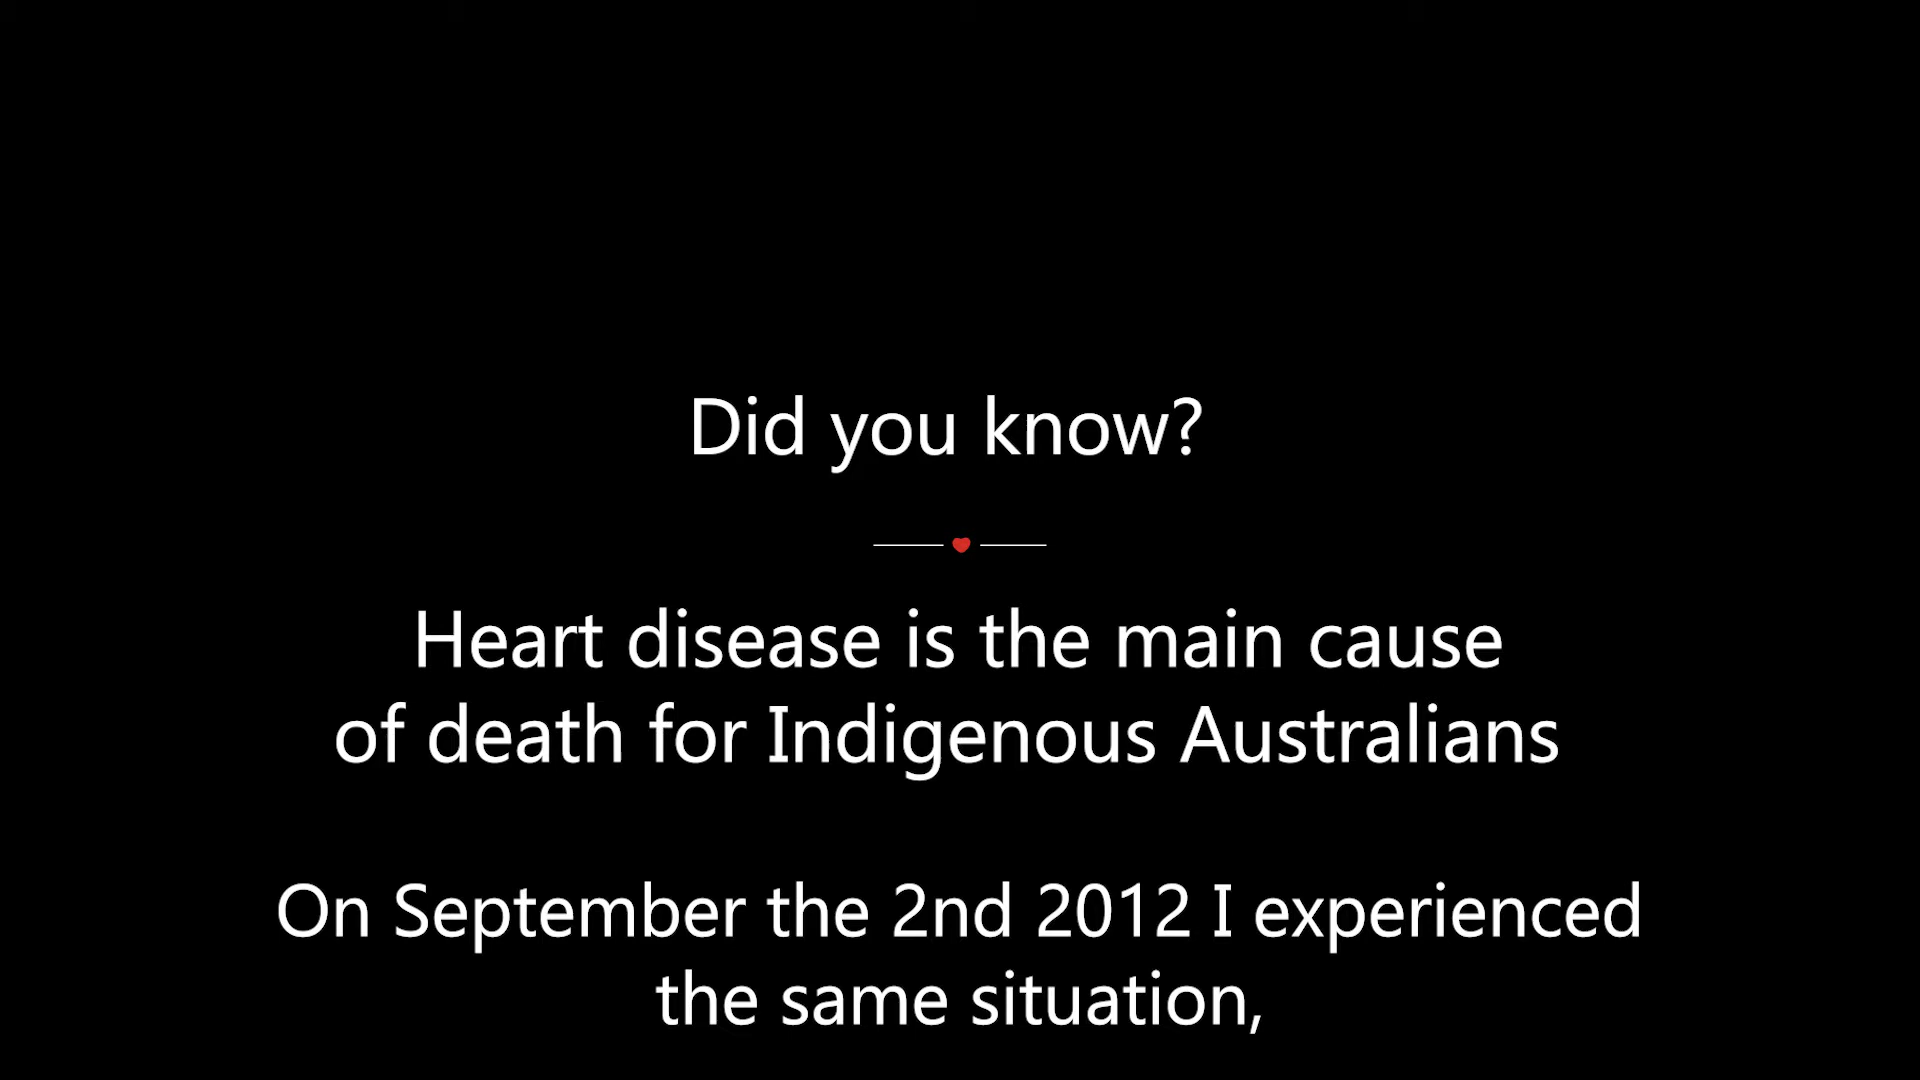 Did you know?
Heart disease is the main cause
of death for Indigenous Australians
On September the 2nd 2012 I experienced
the same situation,